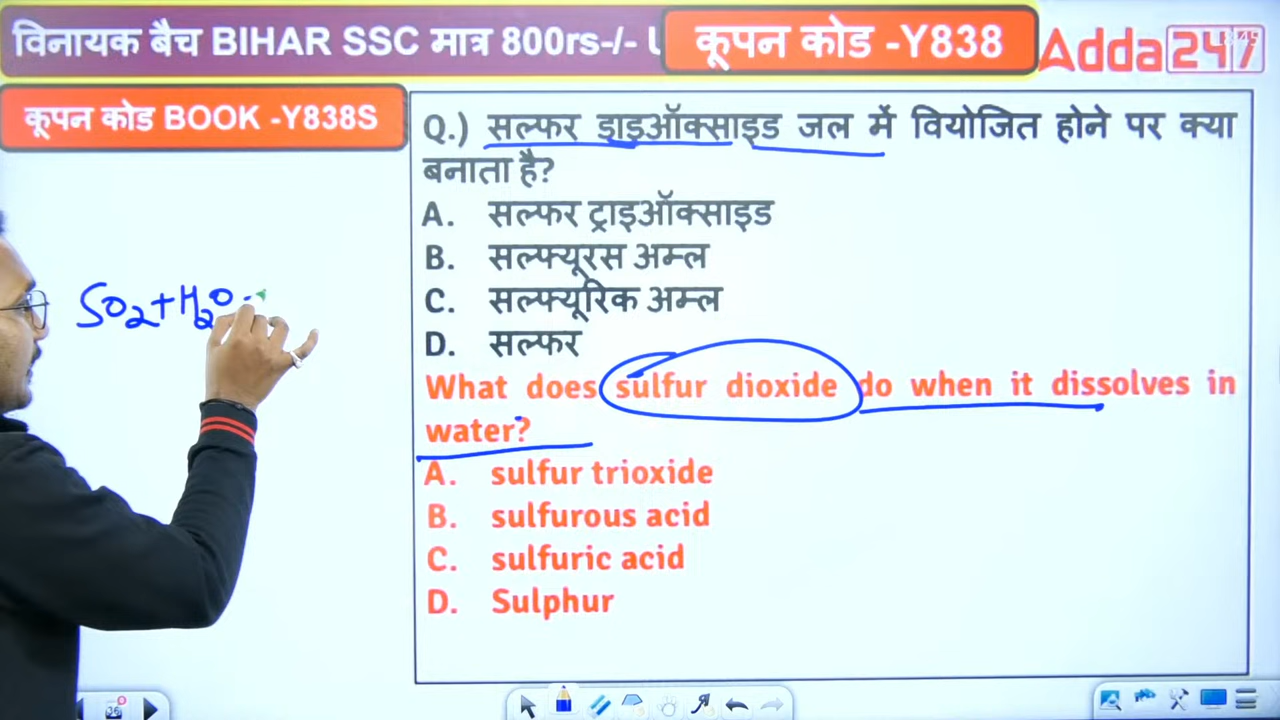 विनायक बैच BIHAR SSC मात्र 800rs-/-
कूपन कोड -Y838
Adda247
कूपन कोड BOOK -Y838S
Q.) सल्फर डाइऑक्साइड जल में वियोजित होने पर क्या
बनाता है?
A. सल्फर ट्राइऑक्साइड
B. सल्फ्यूरस अम्ल
C. सल्फ्यूरिक अम्ल
D. सल्फर
What does sulfur dioxide do when it dissolves in
water?
A. sulfur trioxide
B. sulfurous acid
C. sulfuric acid
D. Sulphur
SO2+H2O
36